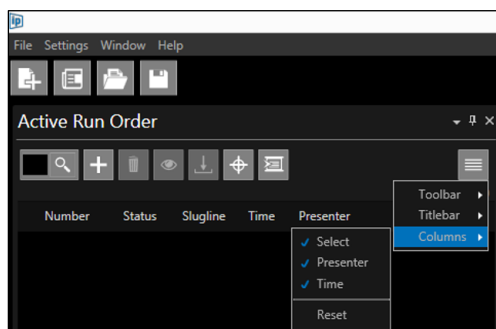 ip
File Settings Window Help
Active Run Order
Toolbar
Titlebar
Columns
Number Status Slugline Time Presenter
Select
Presenter
Time
Reset